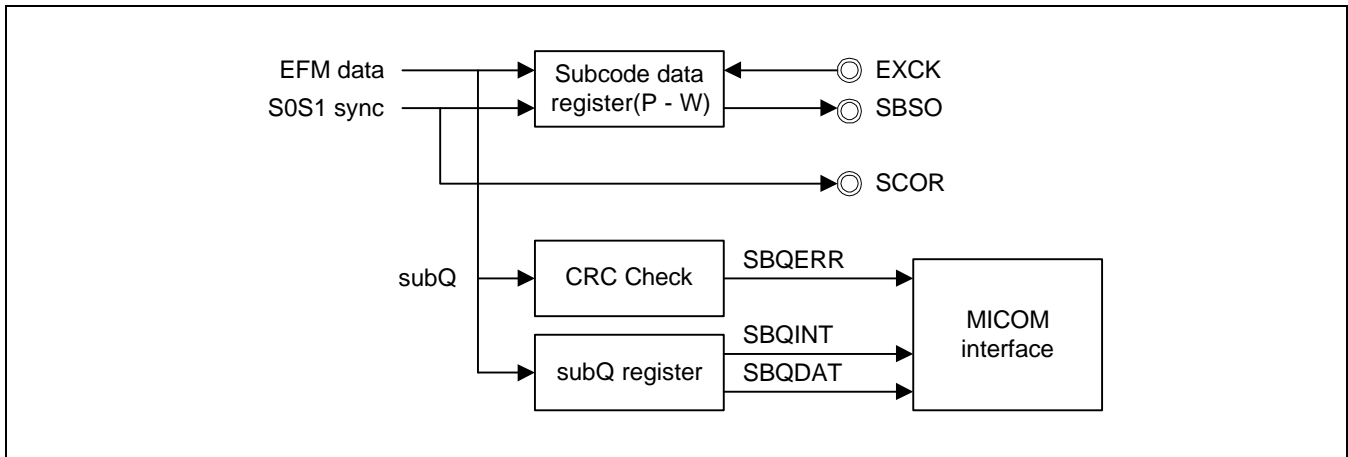 EFM data
S0S1 sync
Subcode data
register(P - W)
EXCK
SBSO
SCOR
subQ
CRC Check
SBQERR
subQ register
SBQINT
SBQDAT
MICOM
interface